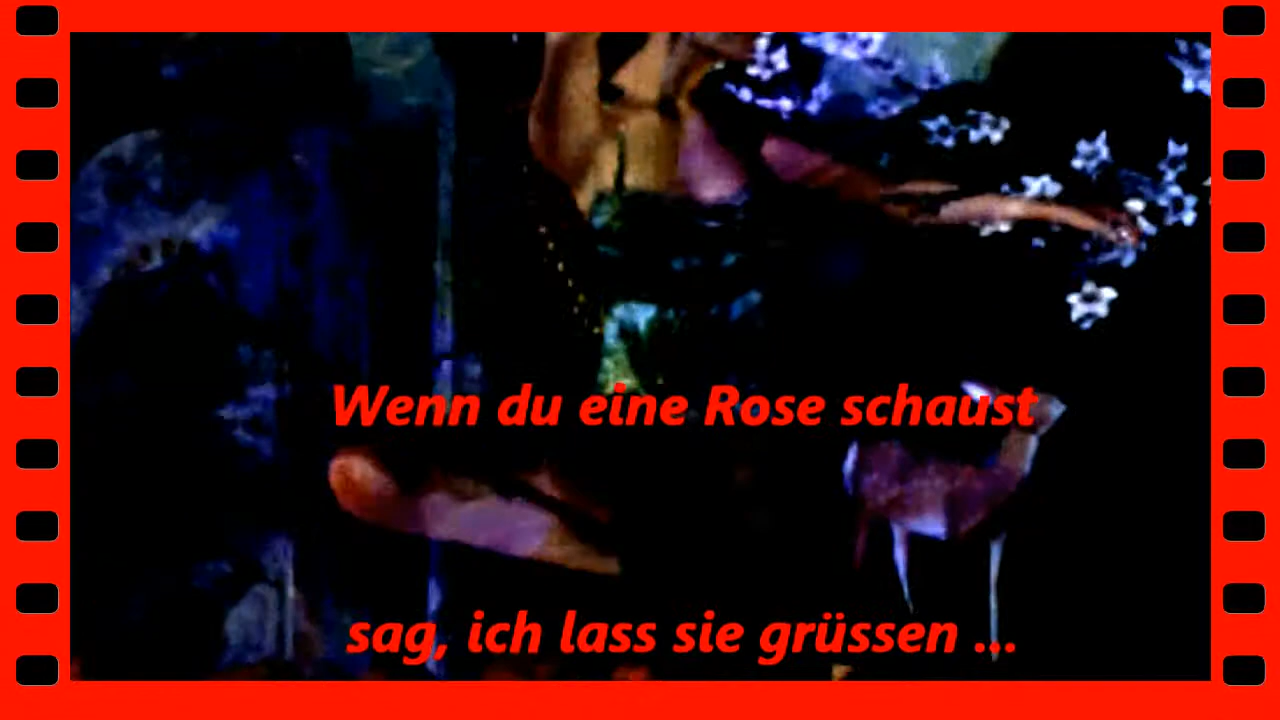 Wenn du eine Rose schaust
sag, ich lass sie grüssen ...